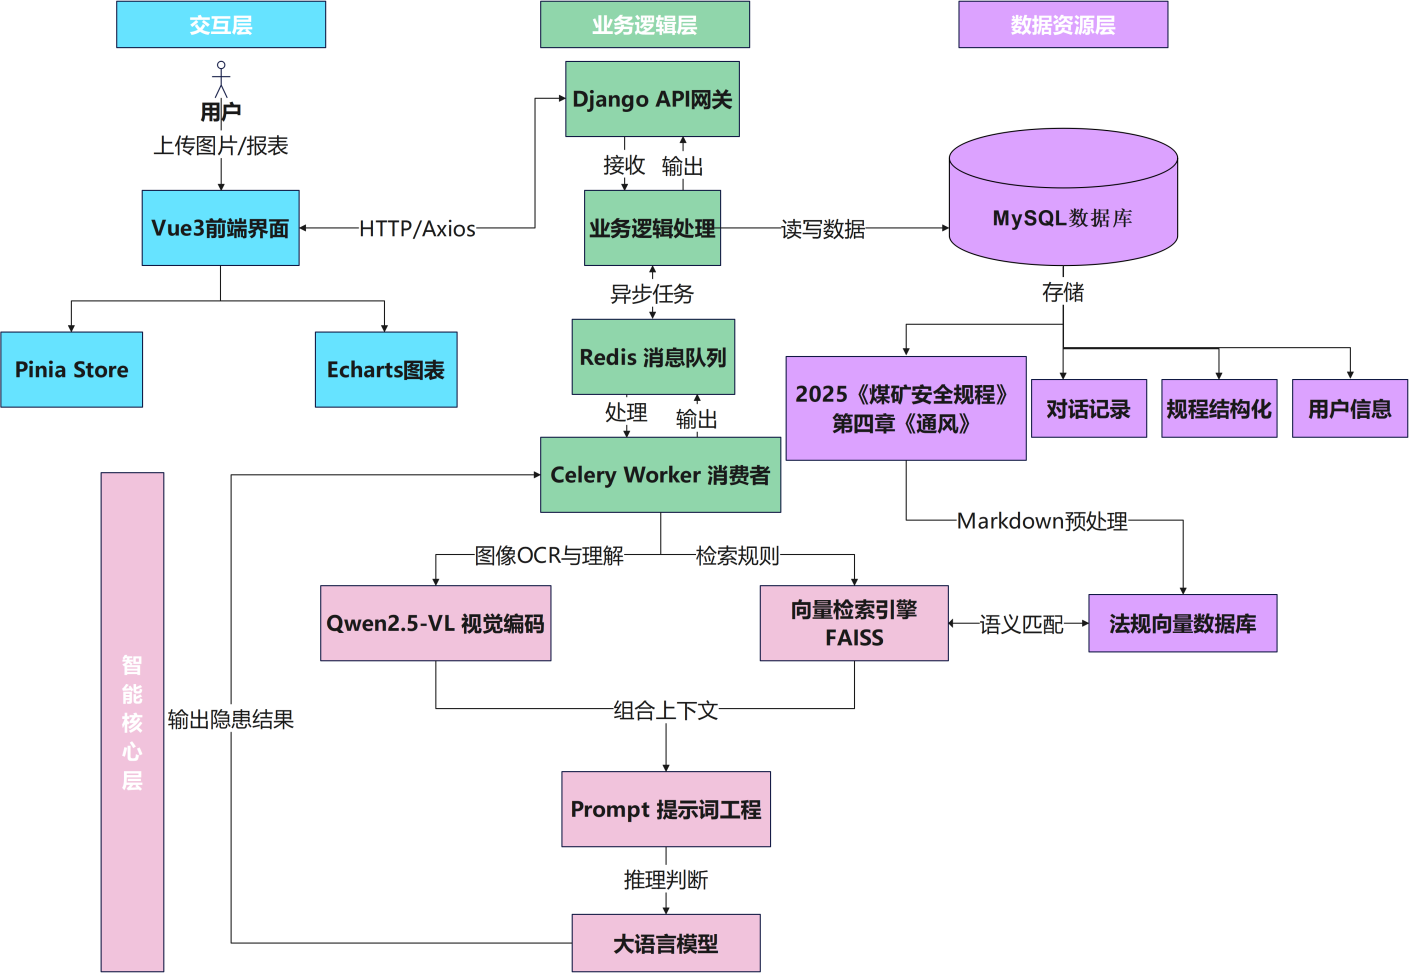 交互层
业务逻辑层
数据资源层
用户
上传图片/报表
Vue3前端界面
HTTP/Axios
Pinia Store
Echarts图表
Django API网关
接收
输出
业务逻辑处理
读写数据
MySQL数据库
异步任务
存储
Redis 消息队列
处理
输出
2025《煤矿安全规程》
第四章《通风》
对话记录
规程结构化
用户信息
Celery Worker 消费者
Markdown预处理
图像OCR与理解
检索规则
Qwen2.5-VL 视觉编码
向量检索引擎
FAISS
语义匹配
法规向量数据库
智
能
核
心
层
输出隐患结果
组合上下文
Prompt 提示词工程
推理判断
大语言模型